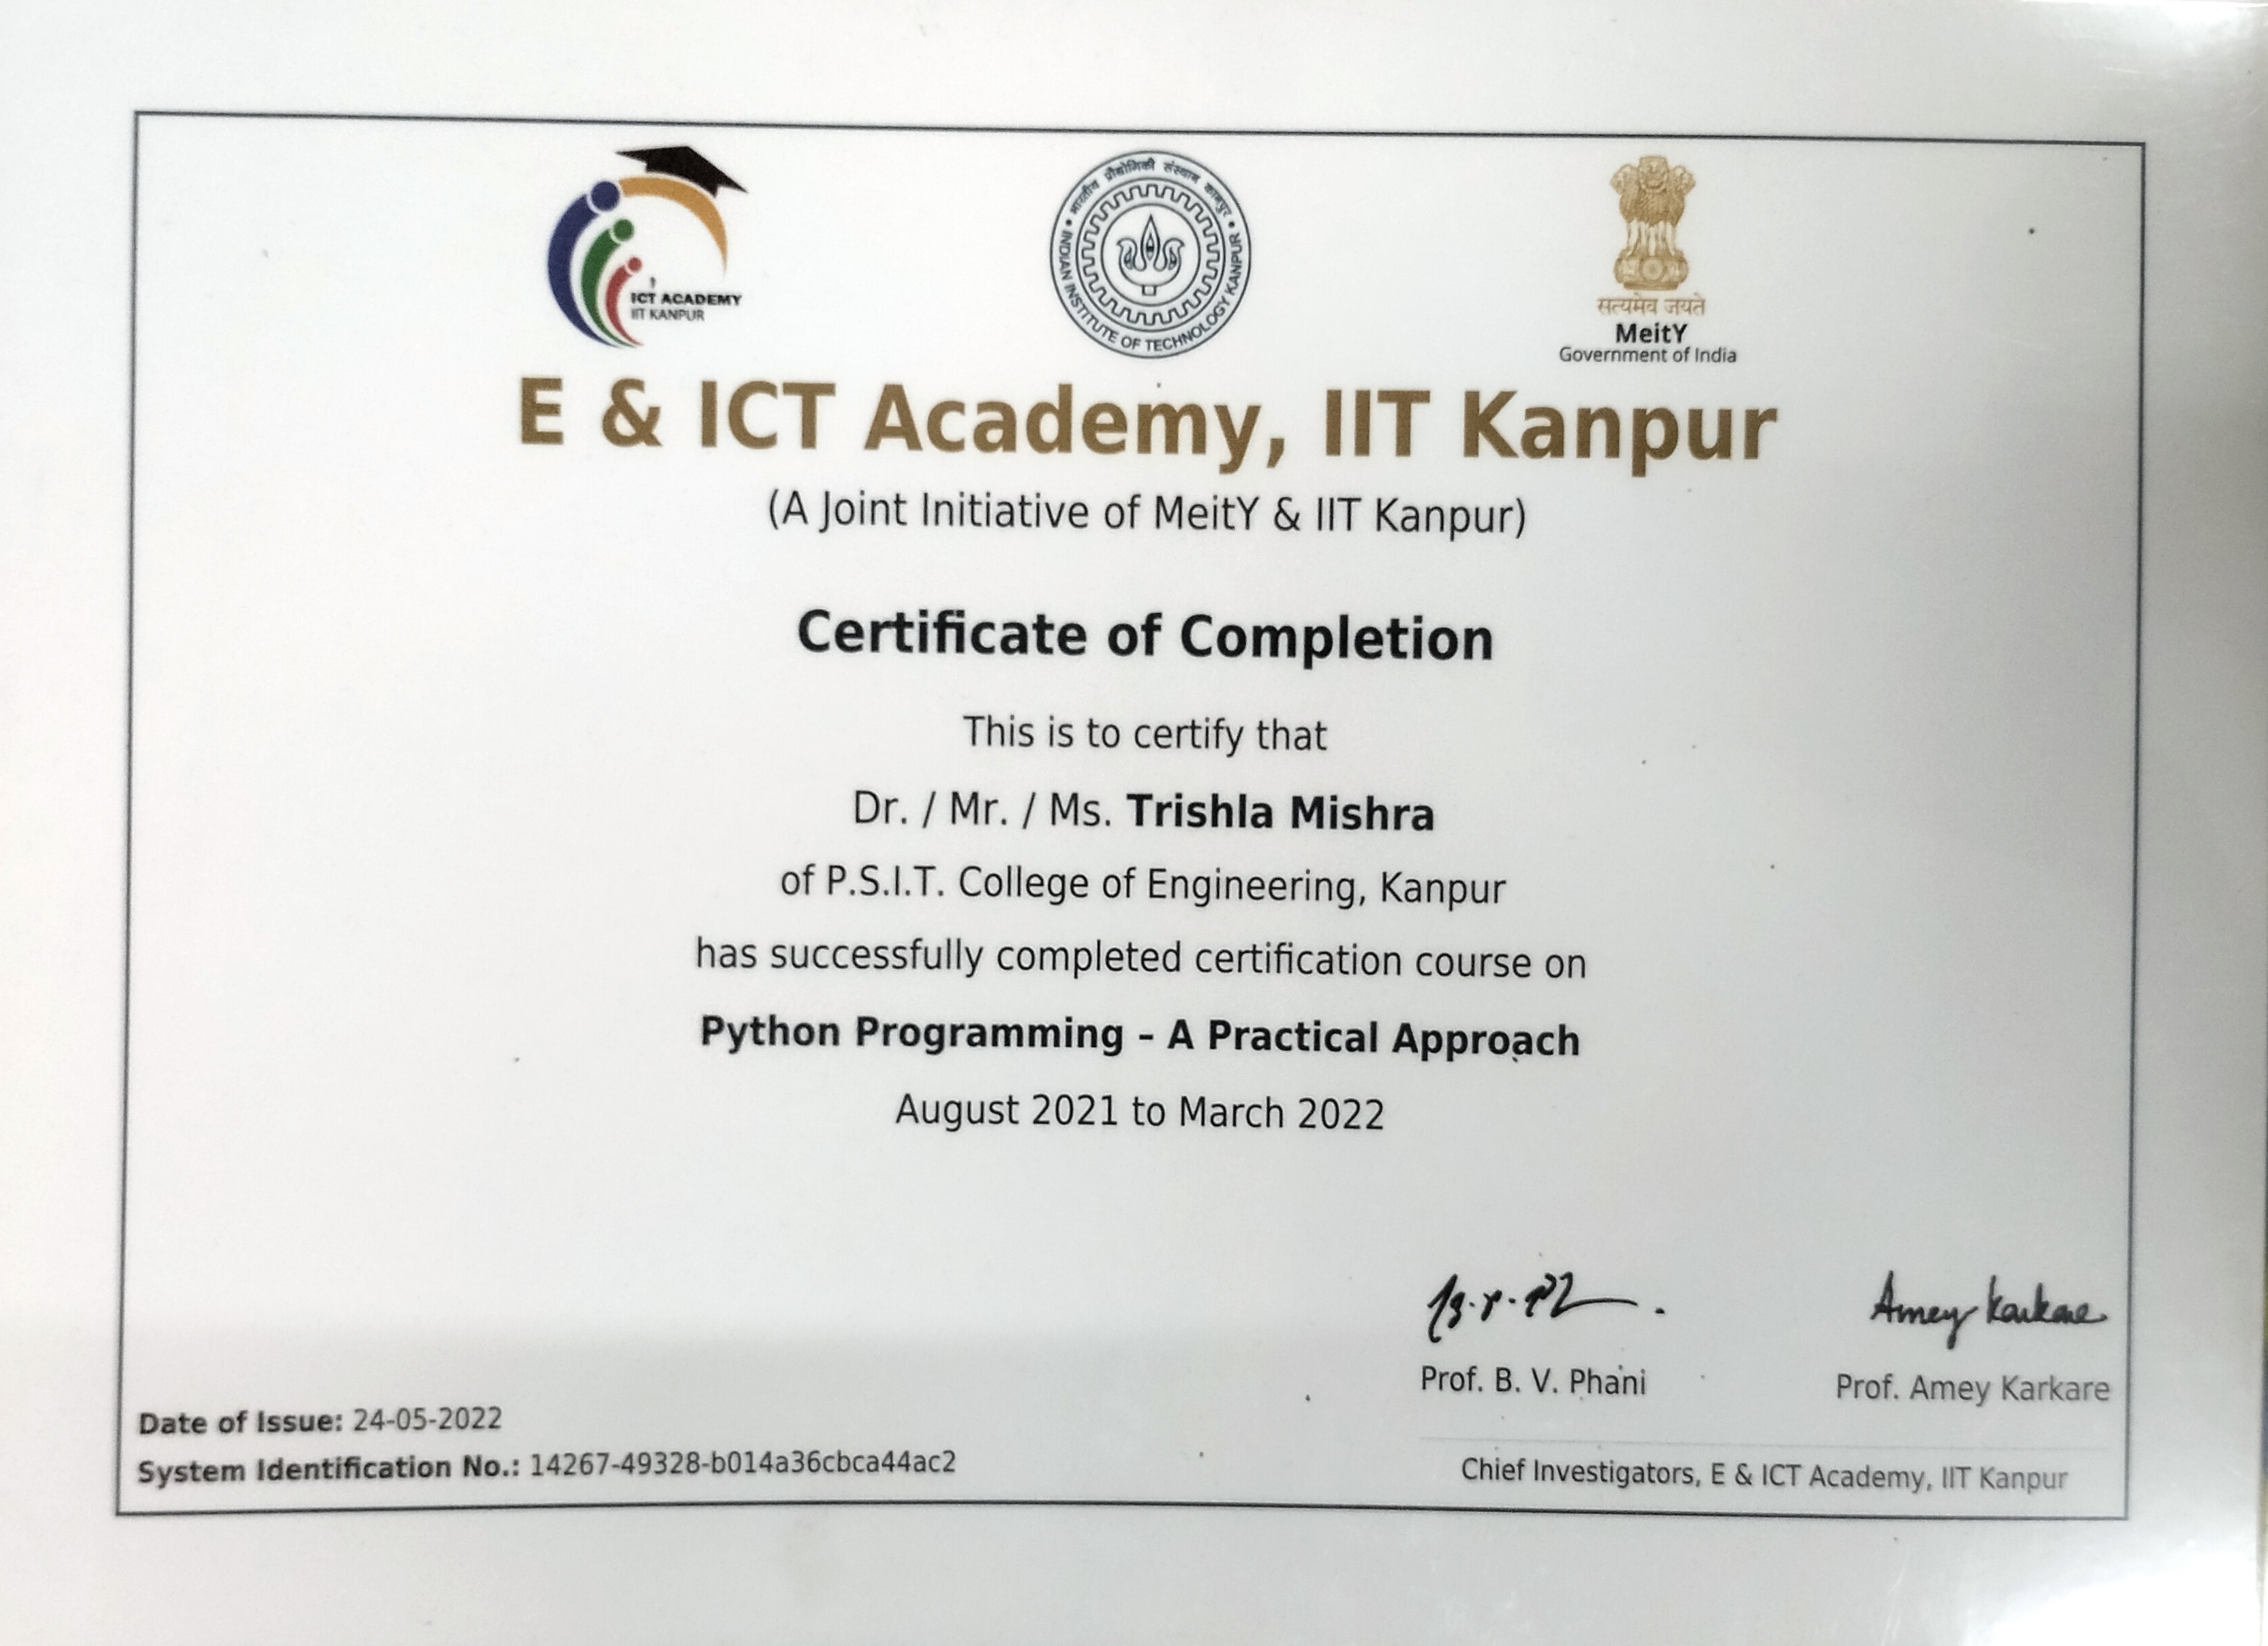 ICT ACADEMY
IIT KANPUR
भारतीय प्रौद्योगिकी संस्थान कानपुर
INDIAN INSTITUTE OF TECHNOLOGY KANPUR
सत्यमेव जयते
MeitY
Government of India
E & ICT Academy, IIT Kanpur
(A Joint Initiative of MeitY & IIT Kanpur)
Certificate of Completion
This is to certify that
Dr. / Mr. / Ms. Trishla Mishra
of P.S.I.T. College of Engineering, Kanpur
has successfully completed certification course on
Python Programming – A Practical Approach
August 2021 to March 2022
Amey Karkare
Prof. B. V. Phani
Prof. Amey Karkare
Chief Investigators, E & ICT Academy, IIT Kanpur
Date of Issue: 24-05-2022
System Identification No.: 14267-49328-b014a36cbca44ac2